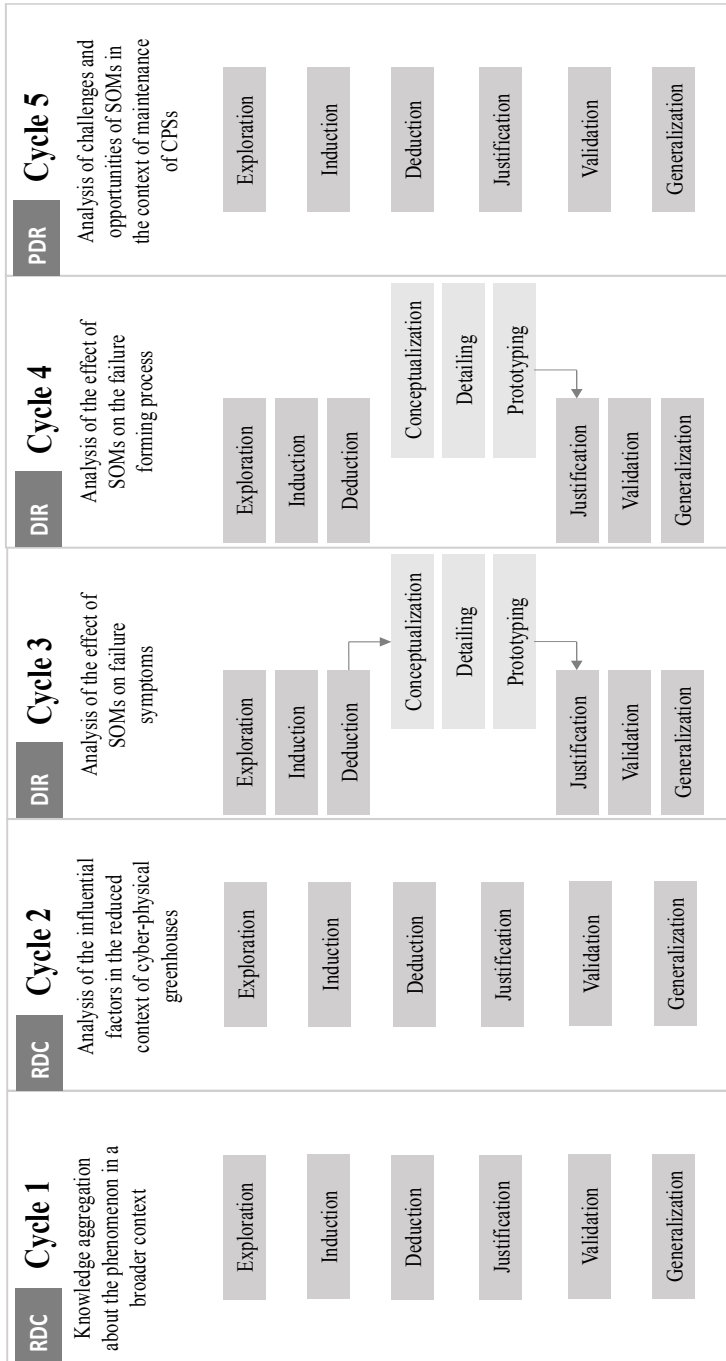 RDC
Cycle 1
Knowledge aggregation
about the phenomenon in a
broader context
Exploration
Induction
Deduction
Justification
Validation
Generalization
RDC
Cycle 2
Analysis of the influential
factors in the reduced
context of cyber-physical
greenhouses
Exploration
Induction
Deduction
Justification
Validation
Generalization
DIR
Cycle 3
Analysis of the effect of
SOMs on failure
symptoms
Exploration
Induction
Deduction
Conceptualization
Detailing
Prototyping
Justification
Validation
Generalization
DIR
Cycle 4
Analysis of the effect of
SOMs on the failure
forming process
Exploration
Induction
Deduction
Conceptualization
Detailing
Prototyping
Justification
Validation
Generalization
PDR
Cycle 5
Analysis of challenges and
opportunities of SOMs in
the context of maintenance
of CPSs
Exploration
Induction
Deduction
Justification
Validation
Generalization